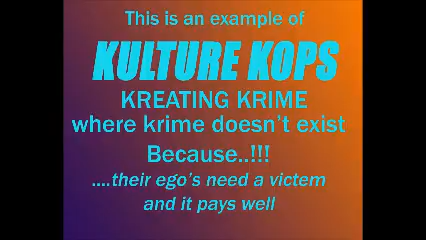 This is an example of
KULTURE KOPS
KREATING KRIME
where krime doesn't exist
Because..!!!
....their ego's need a victem
and it pays well